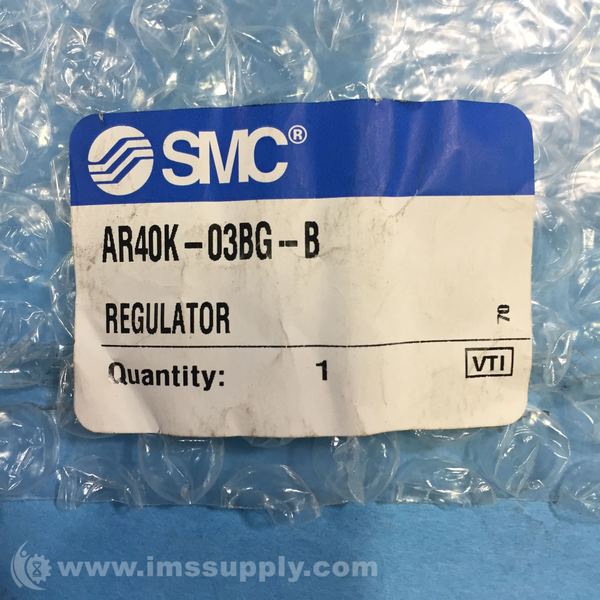 SMC®
AR40K-03BG--B
REGULATOR 70
Quantity: 1 VTI
www.imssupply.com